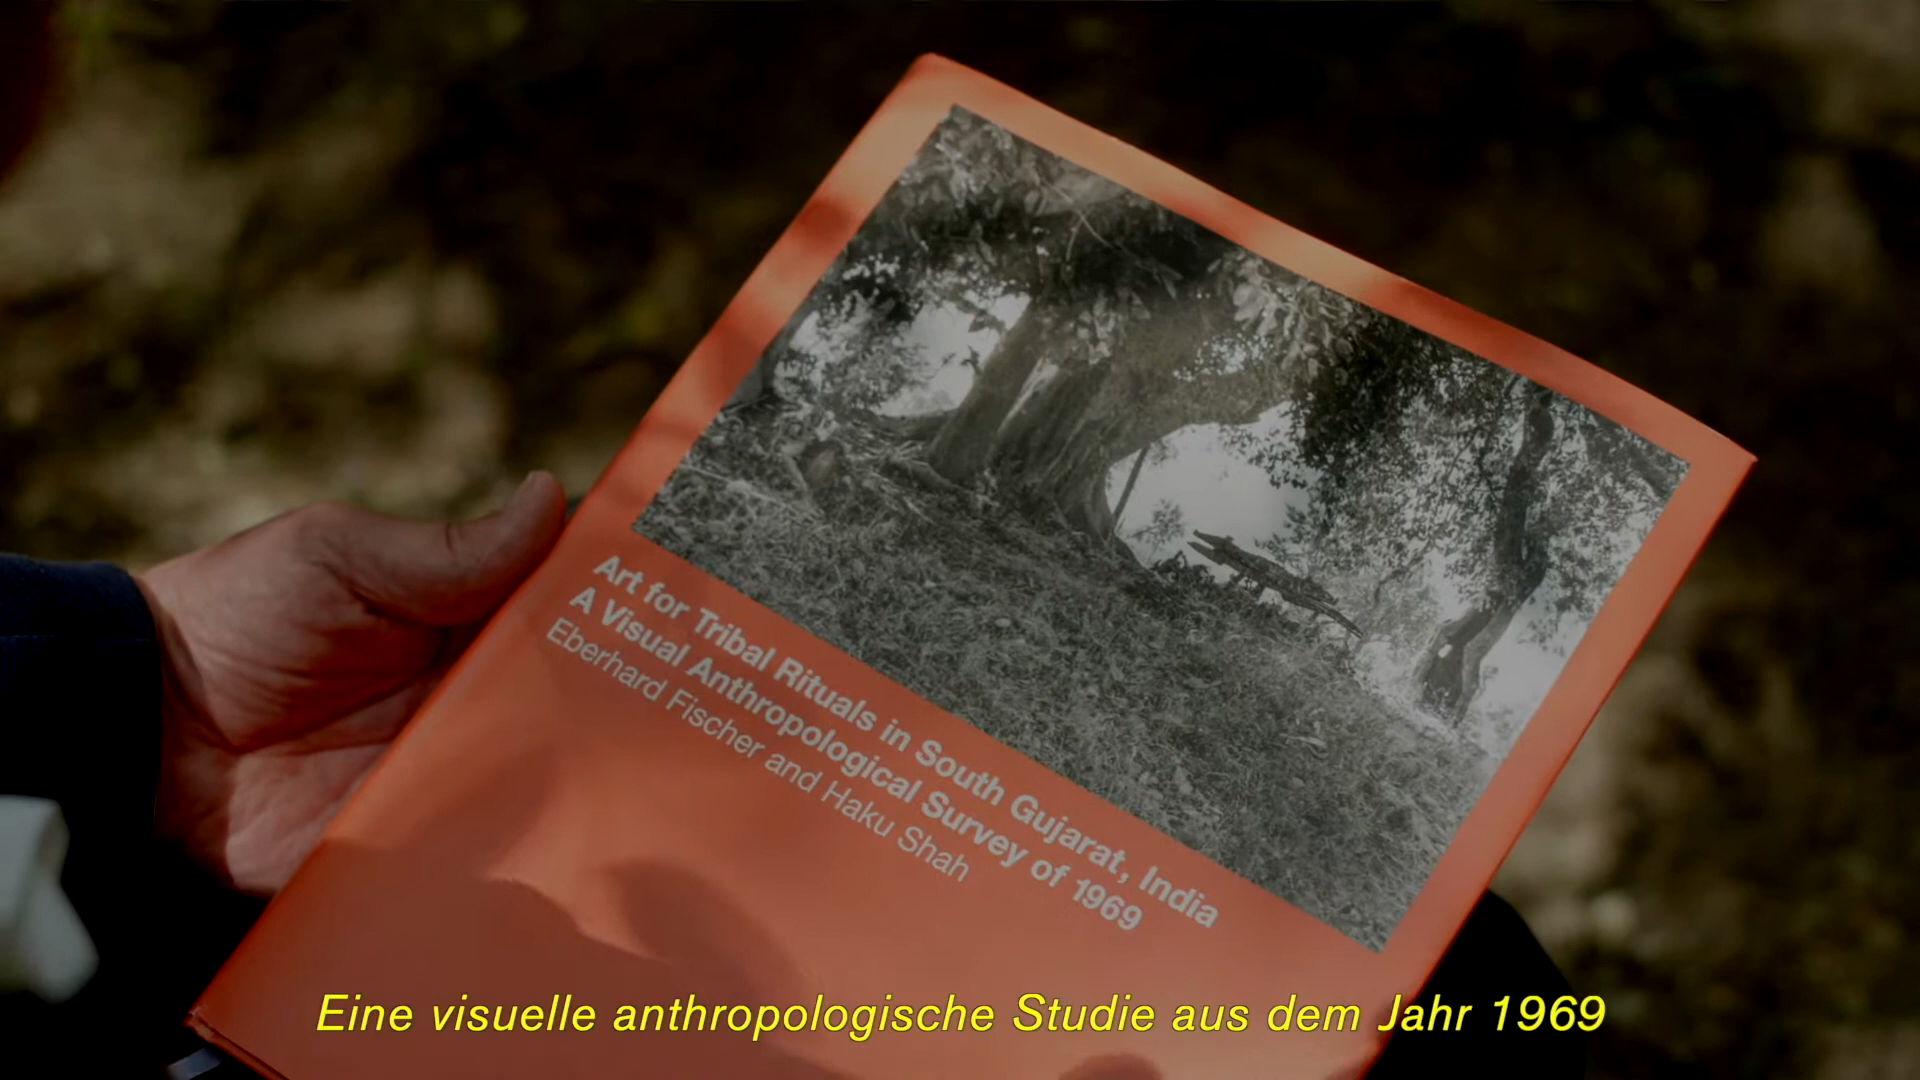 Art for Tribal Rituals in South Gujarat, India
A Visual Anthropological Survey of 1969
Eberhard Fischer and Haku Shah
Eine visuelle anthropologische Studie aus dem Jahr 1969